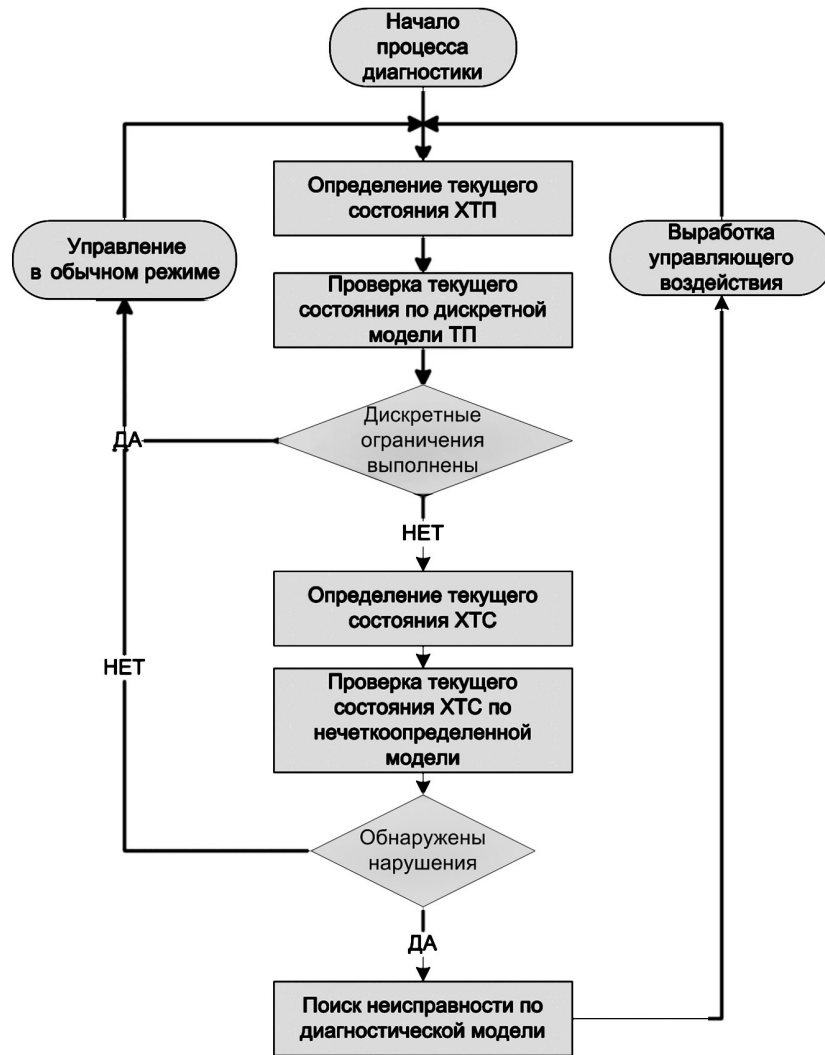 Начало
процесса
диагностики
Определение текущего
состояния ХТП
Управление
в обычном режиме
Выработка
управляющего
воздействия
Проверка текущего
состояния по дискретной
модели ТП
Дискретные
ограничения
выполнены
ДА
НЕТ
Определение текущего
состояния ХТС
НЕТ
Проверка текущего
состояния ХТС по
нечеткоопределенной
модели
Обнаружены
нарушения
ДА
Поиск неисправности по
диагностической модели